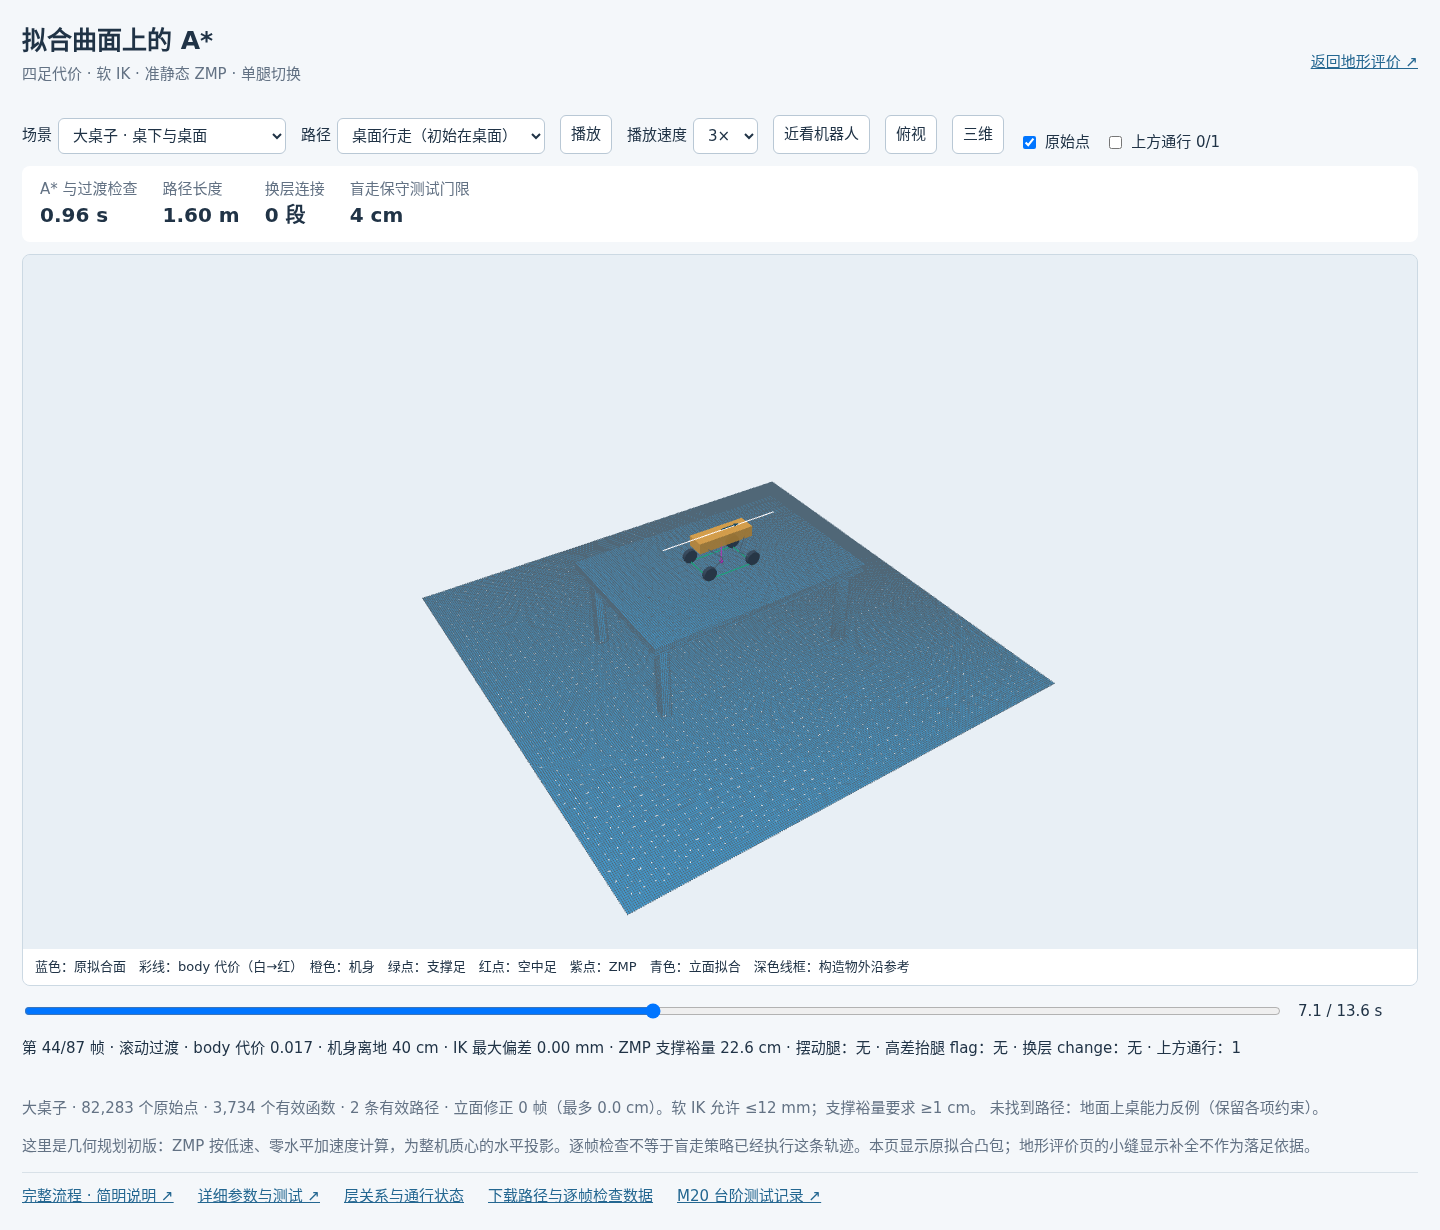 拟合曲面上的 A*
四足代价 · 软 IK · 准静态 ZMP · 单腿切换
返回地形评价 ↗
场景 大桌子 · 桌下与桌面 路径 桌面行走（初始在桌面） 播放 播放速度 3× 近看机器人 俯视 三维 原始点 上方通行 0/1
A* 与过渡检查 路径长度 换层连接 盲走保守测试门限
0.96 s 1.60 m 0 段 4 cm
蓝色：原拟合面 彩线：body 代价（白→红） 橙色：机身 绿点：支撑足 红点：空中足 紫点：ZMP 青色：立面拟合 深色线框：构造物外沿参考
7.1 / 13.6 s
第 44/87 帧 · 滚动过渡 · body 代价 0.017 · 机身离地 40 cm · IK 最大偏差 0.00 mm · ZMP 支撑裕量 22.6 cm · 摆动腿：无 · 高差抬腿 flag：无 · 换层 change：无 · 上方通行：1
大桌子 · 82,283 个原始点 · 3,734 个有效函数 · 2 条有效路径 · 立面修正 0 帧（最多 0.0 cm）。软 IK 允许 ≤12 mm；支撑裕量要求 ≥1 cm。 未找到路径：地面上桌能力反例（保留各项约束）。
这里是几何规划初版：ZMP 按低速、零水平加速度计算，为整机质心的水平投影。逐帧检查不等于盲走策略已经执行这条轨迹。本页显示原拟合凸包；地形评价页的小缝显示补全不作为落足依据。
完整流程 · 简明说明 ↗ 详细参数与测试 ↗ 层关系与通行状态 下载路径与逐帧检查数据 M20 台阶测试记录 ↗